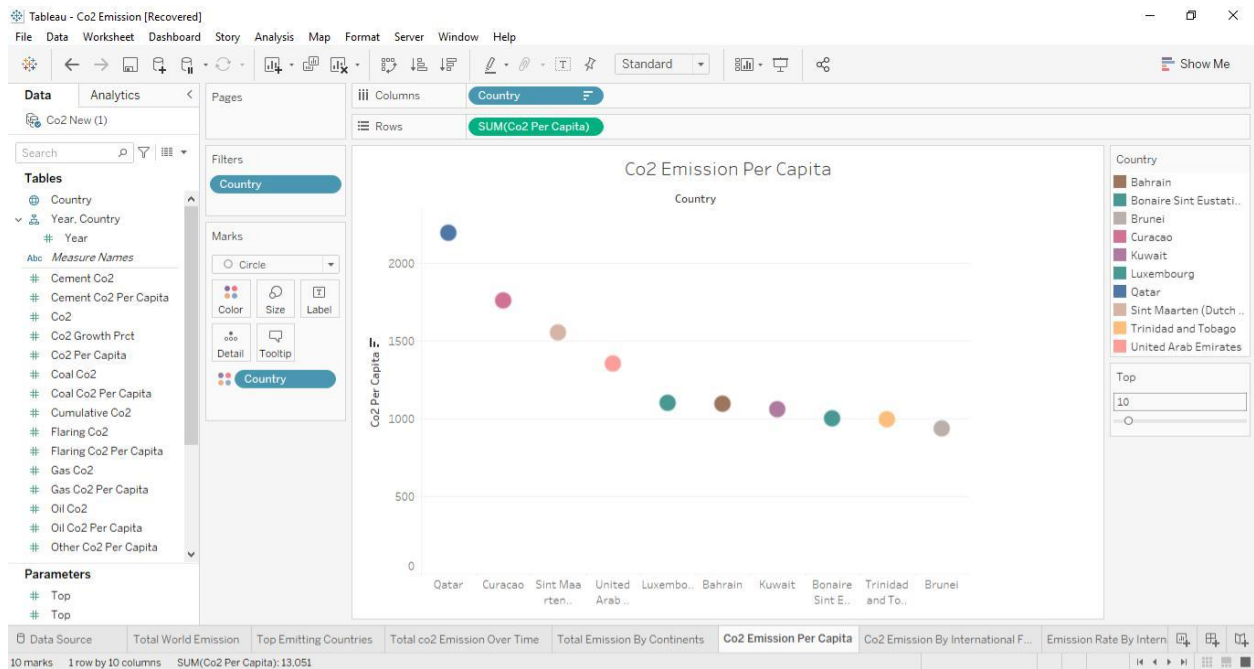 Tableau - Co2 Emission [Recovered]
File Data Worksheet Dashboard Story Analysis Map Format Server Window Help
Standard
Show Me
Data Analytics
Co2 New (1)
Search
Tables
Country
Year, Country
Year
Abc Measure Names
Cement Co2
Cement Co2 Per Capita
Co2
Co2 Growth Prct
Co2 Per Capita
Coal Co2
Coal Co2 Per Capita
Cumulative Co2
Flaring Co2
Flaring Co2 Per Capita
Gas Co2
Gas Co2 Per Capita
Oil Co2
Oil Co2 Per Capita
Other Co2 Per Capita
Parameters
Top
Top
Pages
Filters
Country
Marks
Circle
Color Size Label
Detail Tooltip
Country
Columns Country
Rows SUM(Co2 Per Capita)
Co2 Emission Per Capita
Country
Co2 Per Capita
2000
1500
1000
500
0
Qatar Curacao Sint Maa United Luxembo.. Bahrain Kuwait Bonaire Trinidad Brunei
rten.. Arab .. Sint E.. and To..
Country
Bahrain
Bonaire Sint Eustati..
Brunei
Curacao
Kuwait
Luxembourg
Qatar
Sint Maarten (Dutch ..
Trinidad and Tobago
United Arab Emirates
Top
10
Data Source Total World Emission Top Emitting Countries Total co2 Emission Over Time Total Emission By Continents Co2 Emission Per Capita Co2 Emission By International F... Emission Rate By Intern
10 marks 1 row by 10 columns SUM(Co2 Per Capita): 13,051